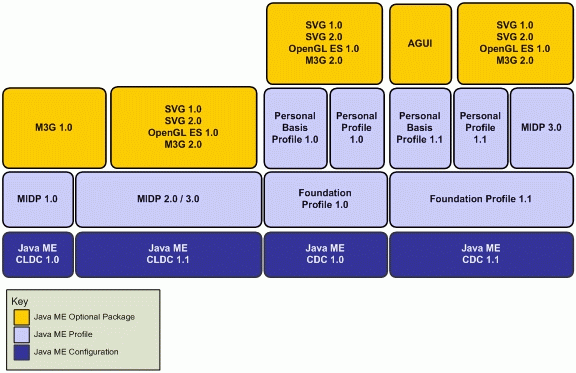 SVG 1.0
SVG 2.0
OpenGL ES 1.0
M3G 2.0
AGUI
SVG 1.0
SVG 2.0
OpenGL ES 1.0
M3G 2.0
M3G 1.0
SVG 1.0
SVG 2.0
OpenGL ES 1.0
M3G 2.0
Personal
Basis
Profile 1.0
Personal
Profile
1.0
Personal
Basis
Profile 1.1
Personal
Profile
1.1
MIDP 3.0
MIDP 1.0
MIDP 2.0 / 3.0
Foundation
Profile 1.0
Foundation Profile 1.1
Java ME
CLDC 1.0
Java ME
CLDC 1.1
Java ME
CDC 1.0
Java ME
CDC 1.1
Key
Java ME Optional Package
Java ME Profile
Java ME Configuration